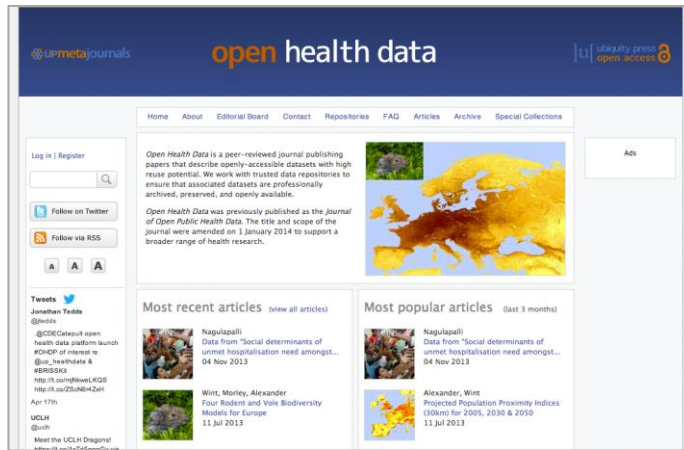 upmetajournals
open health data
]u[ ubiquity press
open access
Home About Editorial Board Contact Repositories FAQ Articles Archive Special Collections
Log in | Register
Follow on Twitter
Follow via RSS
A A A
Tweets
Jonathan Tedds
@jtedds
.@CDECatapult open
health data platform launch
#OHDP of interest re
@up_healthdata &
#BRISSKit
Apr 17th
UCLH
@uclh
Meet the UCLH Dragons!
Open Health Data is a peer-reviewed journal publishing
papers that describe openly-accessible datasets with high
reuse potential. We work with trusted data repositories to
ensure that associated datasets are professionally
archived, preserved, and openly available.
Open Health Data was previously published as the Journal
of Open Public Health Data. The title and scope of the
journal were amended on 1 January 2014 to support a
broader range of health research.
Ads
Most recent articles (view all articles)
Nagulapalli
Data from "Social determinants of
unmet hospitalisation need amongst...
04 Nov 2013
Wint, Morley, Alexander
Four Rodent and Vole Biodiversity
Models for Europe
11 Jul 2013
Most popular articles (last 3 months)
Nagulapalli
Data from "Social determinants of
unmet hospitalisation need amongst...
04 Nov 2013
Alexander, Wint
Projected Population Proximity Indices
(30km) for 2005, 2030 & 2050
11 Jul 2013